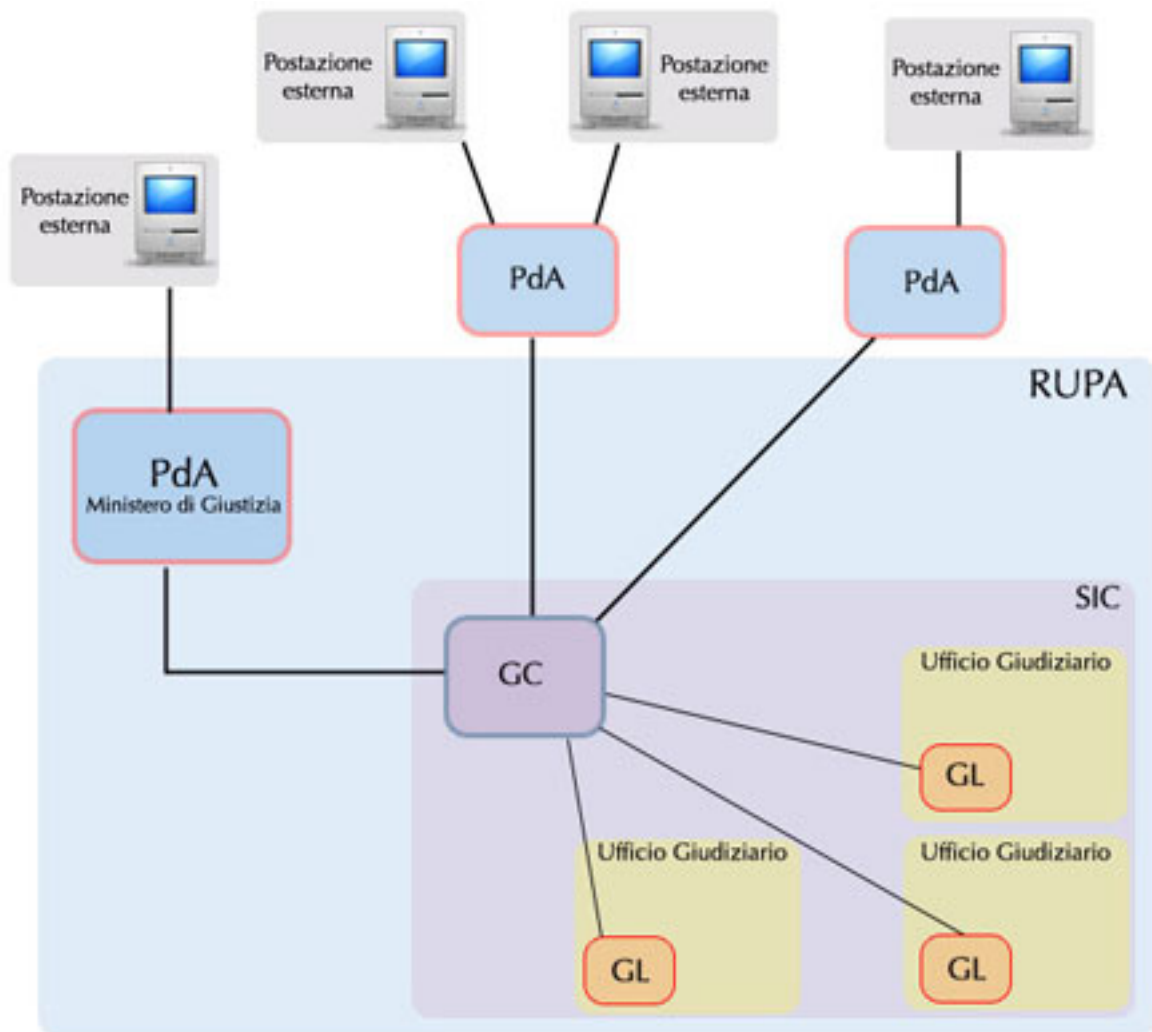 Postazione
esterna
Postazione
esterna
Postazione
esterna
Postazione
esterna
PdA
PdA
RUPA
PdA
Ministero di Giustizia
SIC
GC
Ufficio Giudiziario
GL
Ufficio Giudiziario
GL
Ufficio Giudiziario
GL